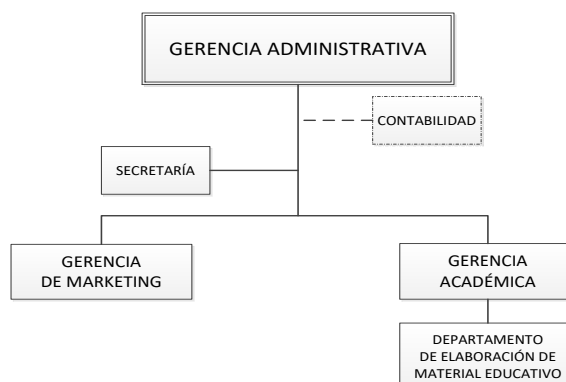 GERENCIA ADMINISTRATIVA
CONTABILIDAD
SECRETARÍA
GERENCIA
DE MARKETING
GERENCIA
ACADÉMICA
DEPARTAMENTO
DE ELABORACIÓN DE
MATERIAL EDUCATIVO